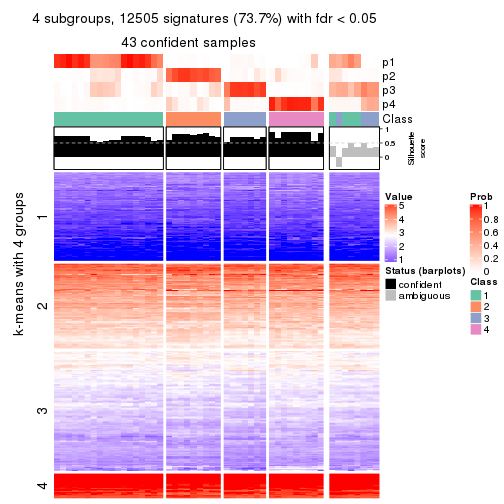 4 subgroups, 12505 signatures (73.7%) with fdr < 0.05
43 confident samples
p1
p2
p3
p4
Class
1
0.5
0
Silhouette
score
k-means with 4 groups
1
2
3
4
Value
5
4
3
2
1
Status (barplots)
confident
ambiguous
Prob
1
0.8
0.6
0.4
0.2
0
Class
1
2
3
4